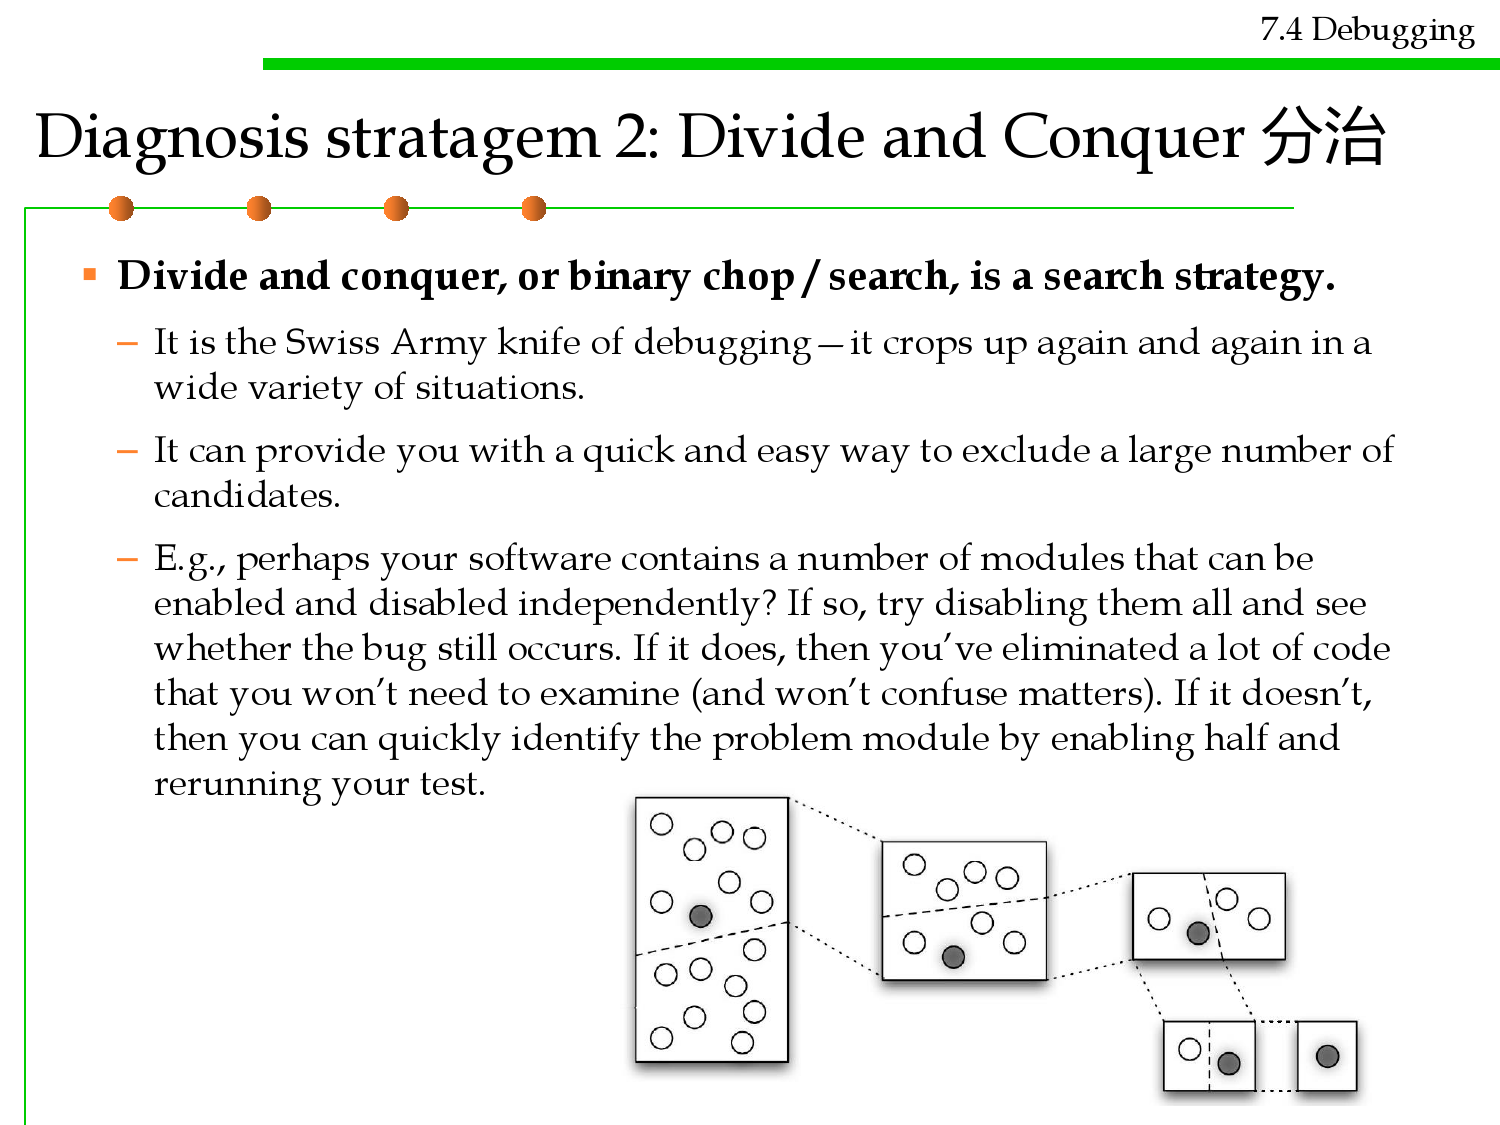 7.4 Debugging
Diagnosis stratagem 2: Divide and Conquer 分治
Divide and conquer, or binary chop / search, is a search strategy.
– It is the Swiss Army knife of debugging—it crops up again and again in a
wide variety of situations.
– It can provide you with a quick and easy way to exclude a large number of
candidates.
– E.g., perhaps your software contains a number of modules that can be
enabled and disabled independently? If so, try disabling them all and see
whether the bug still occurs. If it does, then you’ve eliminated a lot of code
that you won’t need to examine (and won’t confuse matters). If it doesn’t,
then you can quickly identify the problem module by enabling half and
rerunning your test.